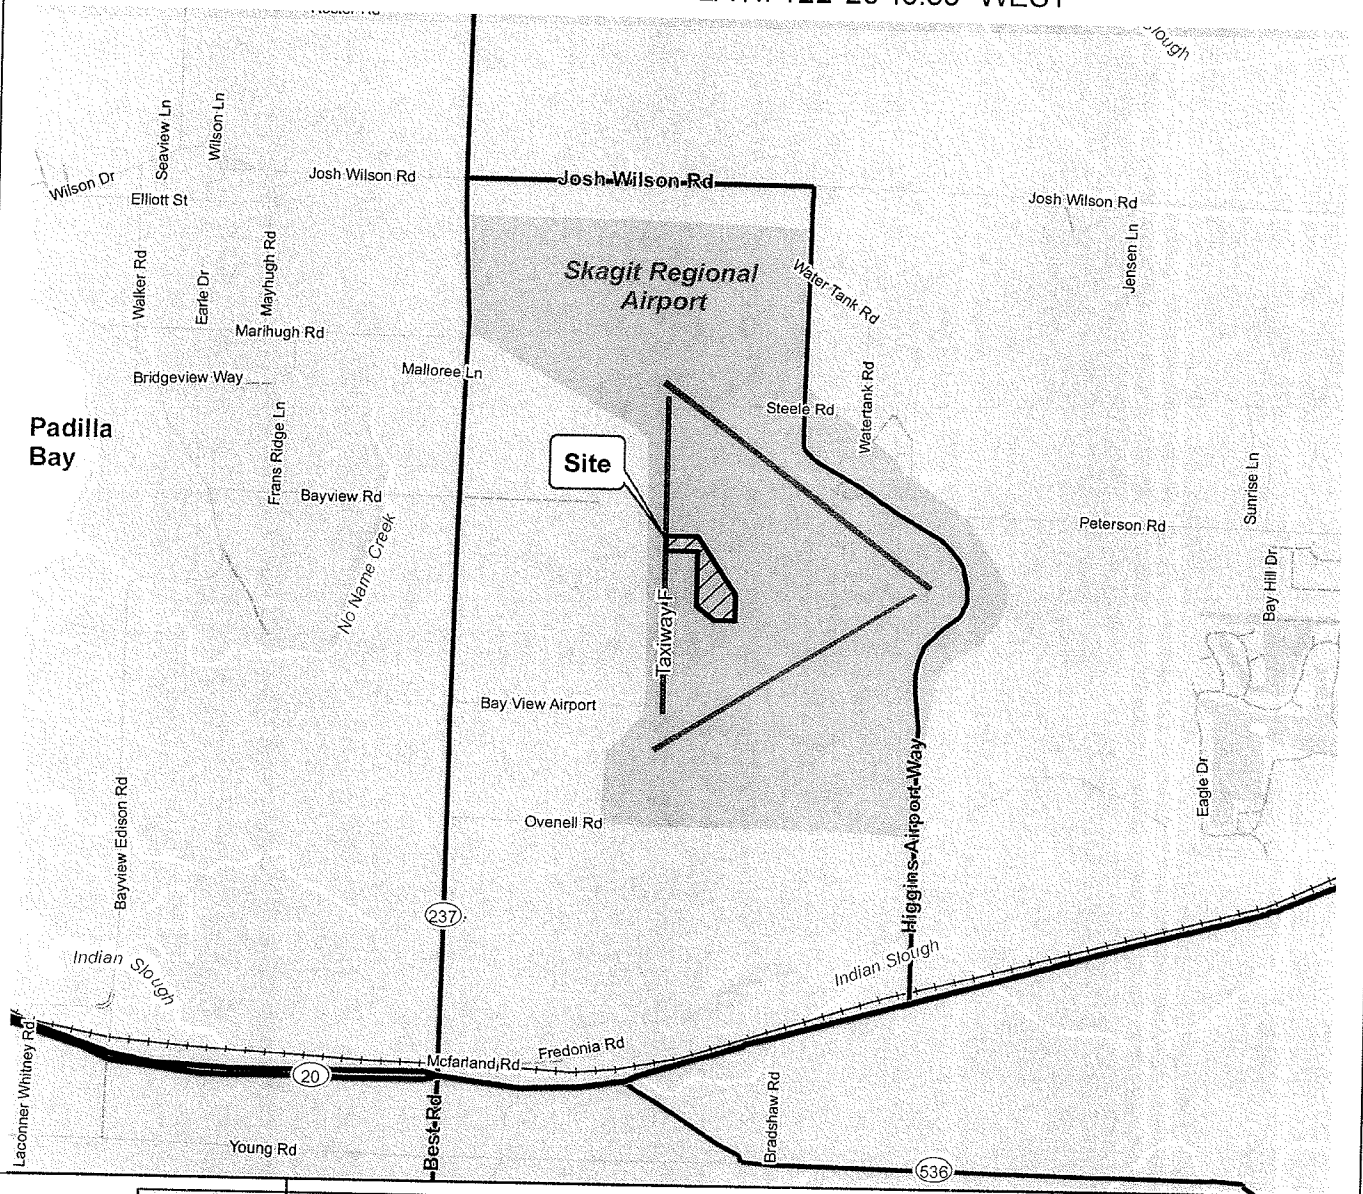 WEST
Slough
Seaview Ln
Wilson Ln
Wilson Dr
Elliott St
Josh Wilson Rd
Josh Wilson Rd
Josh Wilson Rd
Jensen Ln
Walker Rd
Earle Dr
Mayhugh Rd
Marihugh Rd
Skagit Regional
Airport
Water Tank Rd
Bridgeview Way
Malloree Ln
Watertank Rd
Steele Rd
Padilla
Bay
Frans Ridge Ln
Bayview Rd
Site
Sunrise Ln
Peterson Rd
No Name Creek
Bay Hill Dr
Taxiway F
Bay View Airport
Eagle Dr
Higgins Airport Way
Bayview Edison Rd
Ovenell Rd
237
Indian Slough
Indian Slough
Laconner Whitney Rd
Mcfarland Rd
Fredonia Rd
20
Best Rd
Bradshaw Rd
Young Rd
536